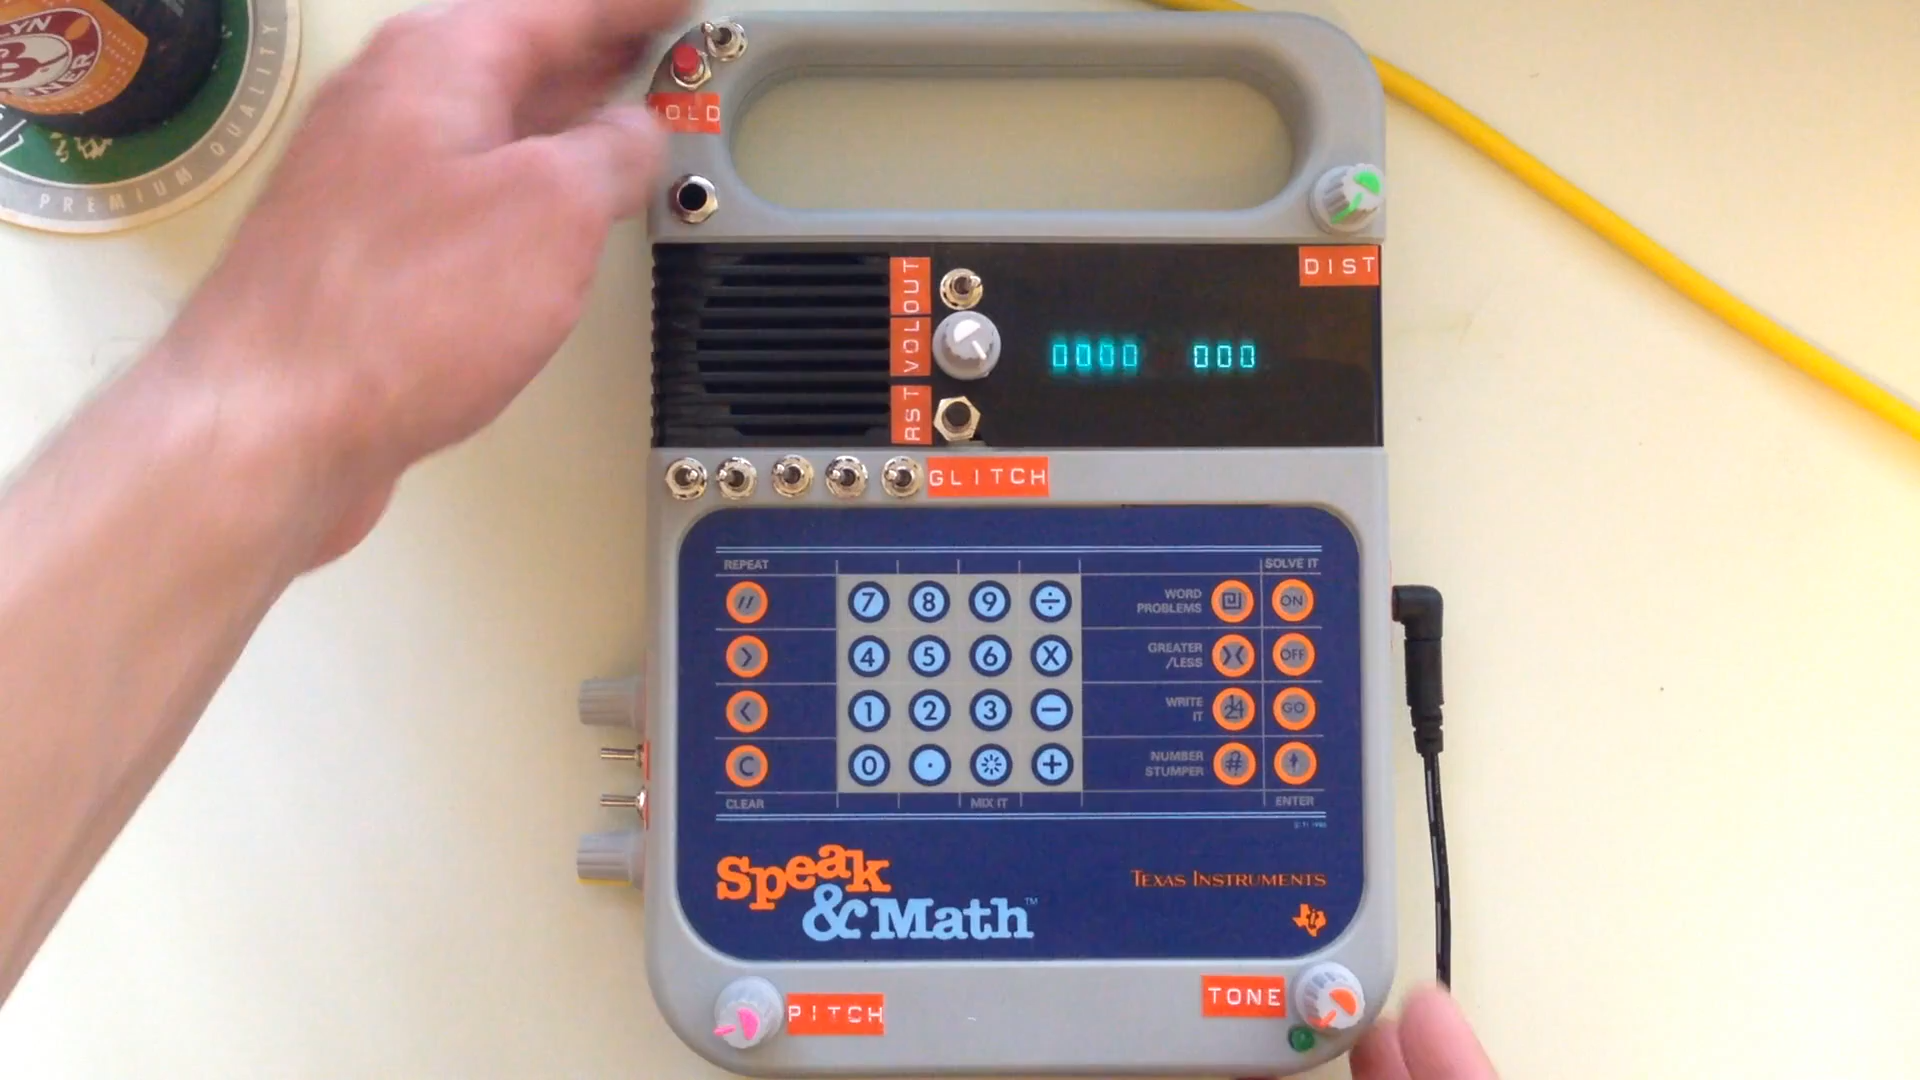 PREMIUM QUALITY
HOLD
OUT
VOL
RST
DIST
0000 000
GLITCH
REPEAT
SOLVE IT
7 8 9 ÷
WORD PROBLEMS
ON
> 4 5 6 X
GREATER /LESS
OFF
< 1 2 3 −
WRITE IT
GO
C 0 . +
NUMBER STUMPER
#
CLEAR
MIX IT
ENTER
Speak & Math™
TEXAS INSTRUMENTS
PITCH
TONE